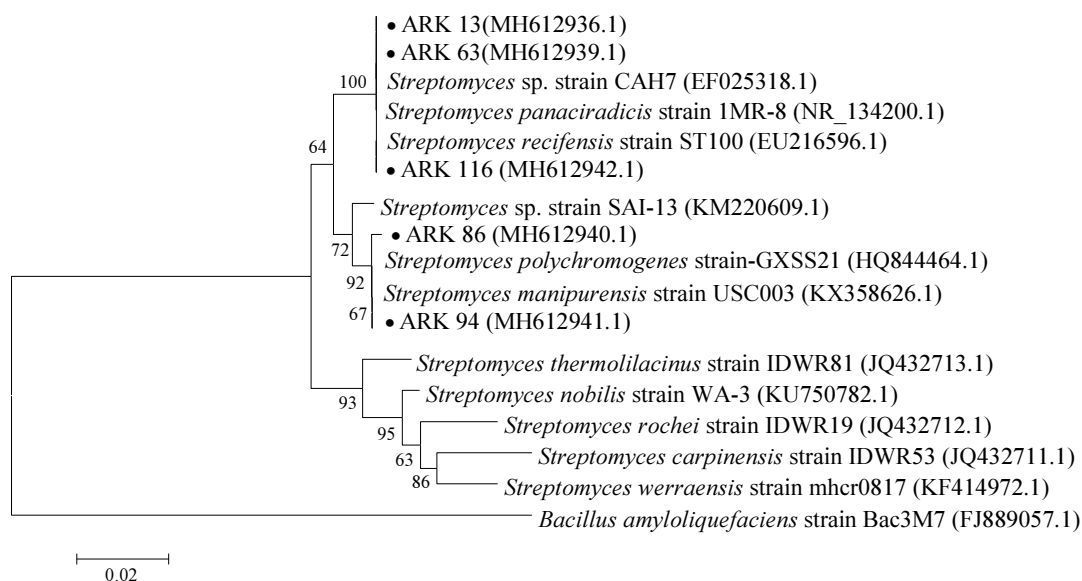 • ARK 13(MH612936.1)
• ARK 63(MH612939.1)
100
Streptomyces sp. strain CAH7 (EF025318.1)
Streptomyces panaciradicis strain 1MR-8 (NR_134200.1)
Streptomyces recifensis strain ST100 (EU216596.1)
64
• ARK 116 (MH612942.1)
Streptomyces sp. strain SAI-13 (KM220609.1)
• ARK 86 (MH612940.1)
72
Streptomyces polychromogenes strain-GXSS21 (HQ844464.1)
92
Streptomyces manipurensis strain USC003 (KX358626.1)
67
• ARK 94 (MH612941.1)
Streptomyces thermolilacinus strain IDWR81 (JQ432713.1)
Streptomyces nobilis strain WA-3 (KU750782.1)
93
Streptomyces rochei strain IDWR19 (JQ432712.1)
95
Streptomyces carpinensis strain IDWR53 (JQ432711.1)
63
86
Streptomyces werraensis strain mhcr0817 (KF414972.1)
Bacillus amyloliquefaciens strain Bac3M7 (FJ889057.1)
0.02